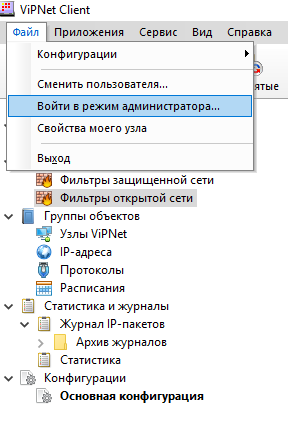 ViPNet Client
Файл Приложения Сервис Вид Справка
Конфигурации
Сменить пользователя...
Войти в режим администратора...
Свойства моего узла
Выход
Фильтры защищенной сети
Фильтры открытой сети
Группы объектов
Узлы ViPNet
IP-адреса
Протоколы
Расписания
Статистика и журналы
Журнал IP-пакетов
Архив журналов
Статистика
Конфигурации
Основная конфигурация